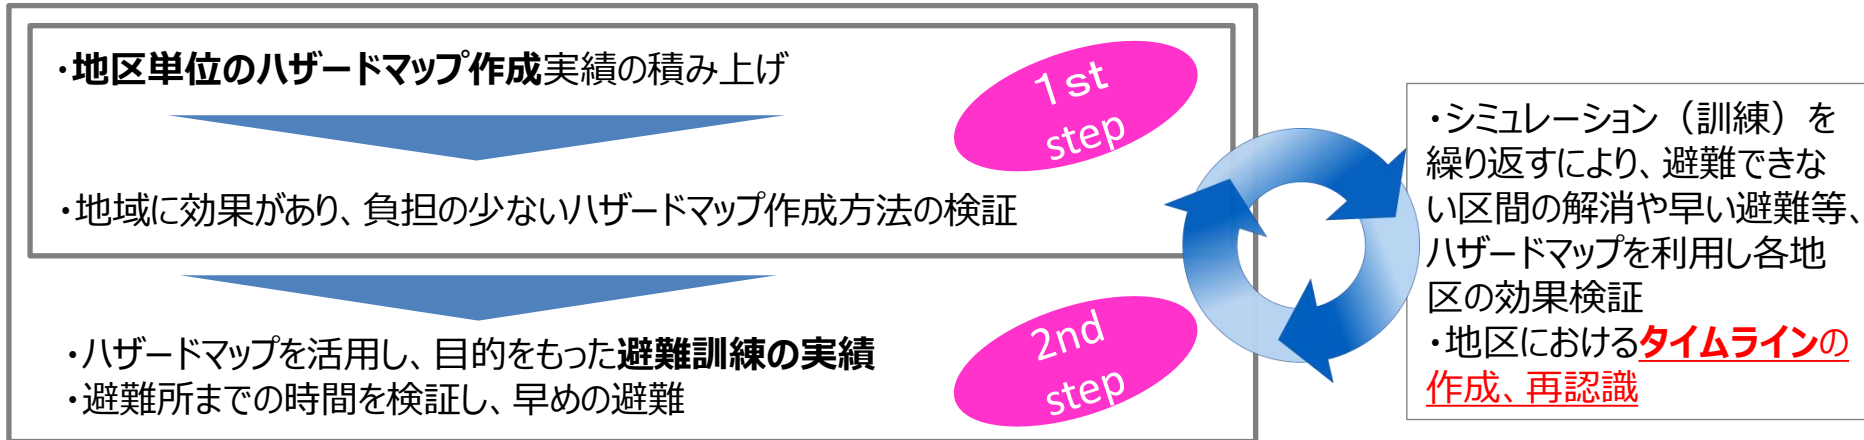 ・地区単位のハザードマップ作成実績の積み上げ
1st
step
・地域に効果があり、負担の少ないハザードマップ作成方法の検証
・ハザードマップを活用し、目的をもった避難訓練の実績
・避難所までの時間を検証し、早めの避難
2nd
step
・シミュレーション（訓練）を
繰り返すにより、避難できな
い区間の解消や早い避難等、
ハザードマップを利用し各地
区の効果検証
・地区におけるタイムラインの
作成、再認識